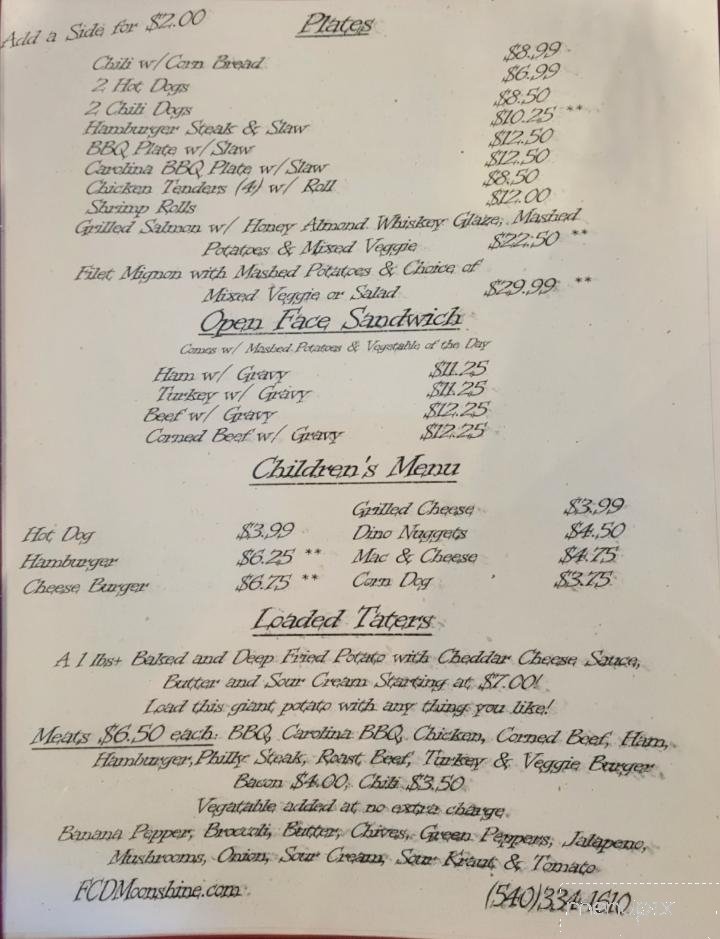 Add a Side for $2.00
Plates
Chili w/Corn Bread $8.99
2 Hot Dogs $6.99
2 Chili Dogs $8.50
Hamburger Steak & Slaw $10.25 **
BBQ Plate w/Slaw $12.50
Carolina BBQ Plate w/Slaw $12.50
Chicken Tenders (4) w/ Roll $8.50
Shrimp Rolls $12.00
Grilled Salmon w/ Honey Almond Whiskey Glaze, Mashed
Potatoes & Mixed Veggie $22.50 **
Filet Mignon with Mashed Potatoes & Choice of
Mixed Veggie or Salad $29.99 **
Open Face Sandwich
Comes w/ Mashed Potatoes & Vegetable of the Day
Ham w/ Gravy $11.25
Turkey w/ Gravy $11.25
Beef w/ Gravy $12.25
Corned Beef w/ Gravy $12.25
Children's Menu
Grilled Cheese $3.99
Hot Dog $3.99 Dino Nuggets $4.50
Hamburger $6.25 ** Mac & Cheese $4.75
Cheese Burger $6.75 ** Corn Dog $3.75
Loaded Taters
A 1 lbs+ Baked and Deep Fried Potato with Cheddar Cheese Sauce,
Butter and Sour Cream Starting at $7.00!
Load this giant potato with any thing you like!
Meats $6.50 each: BBQ, Carolina BBQ, Chicken, Corned Beef, Ham,
Hamburger, Philly Steak, Roast Beef, Turkey & Veggie Burger
Bacon $4.00, Chili $3.50
Vegatable added at no extra charge
Banana Pepper, Broccoli, Butter, Chives, Green Peppers, Jalapeno,
Mushrooms, Onion, Sour Cream, Sour Kraut & Tomato
FCDMoonshine.com (540)334-1610
menupix